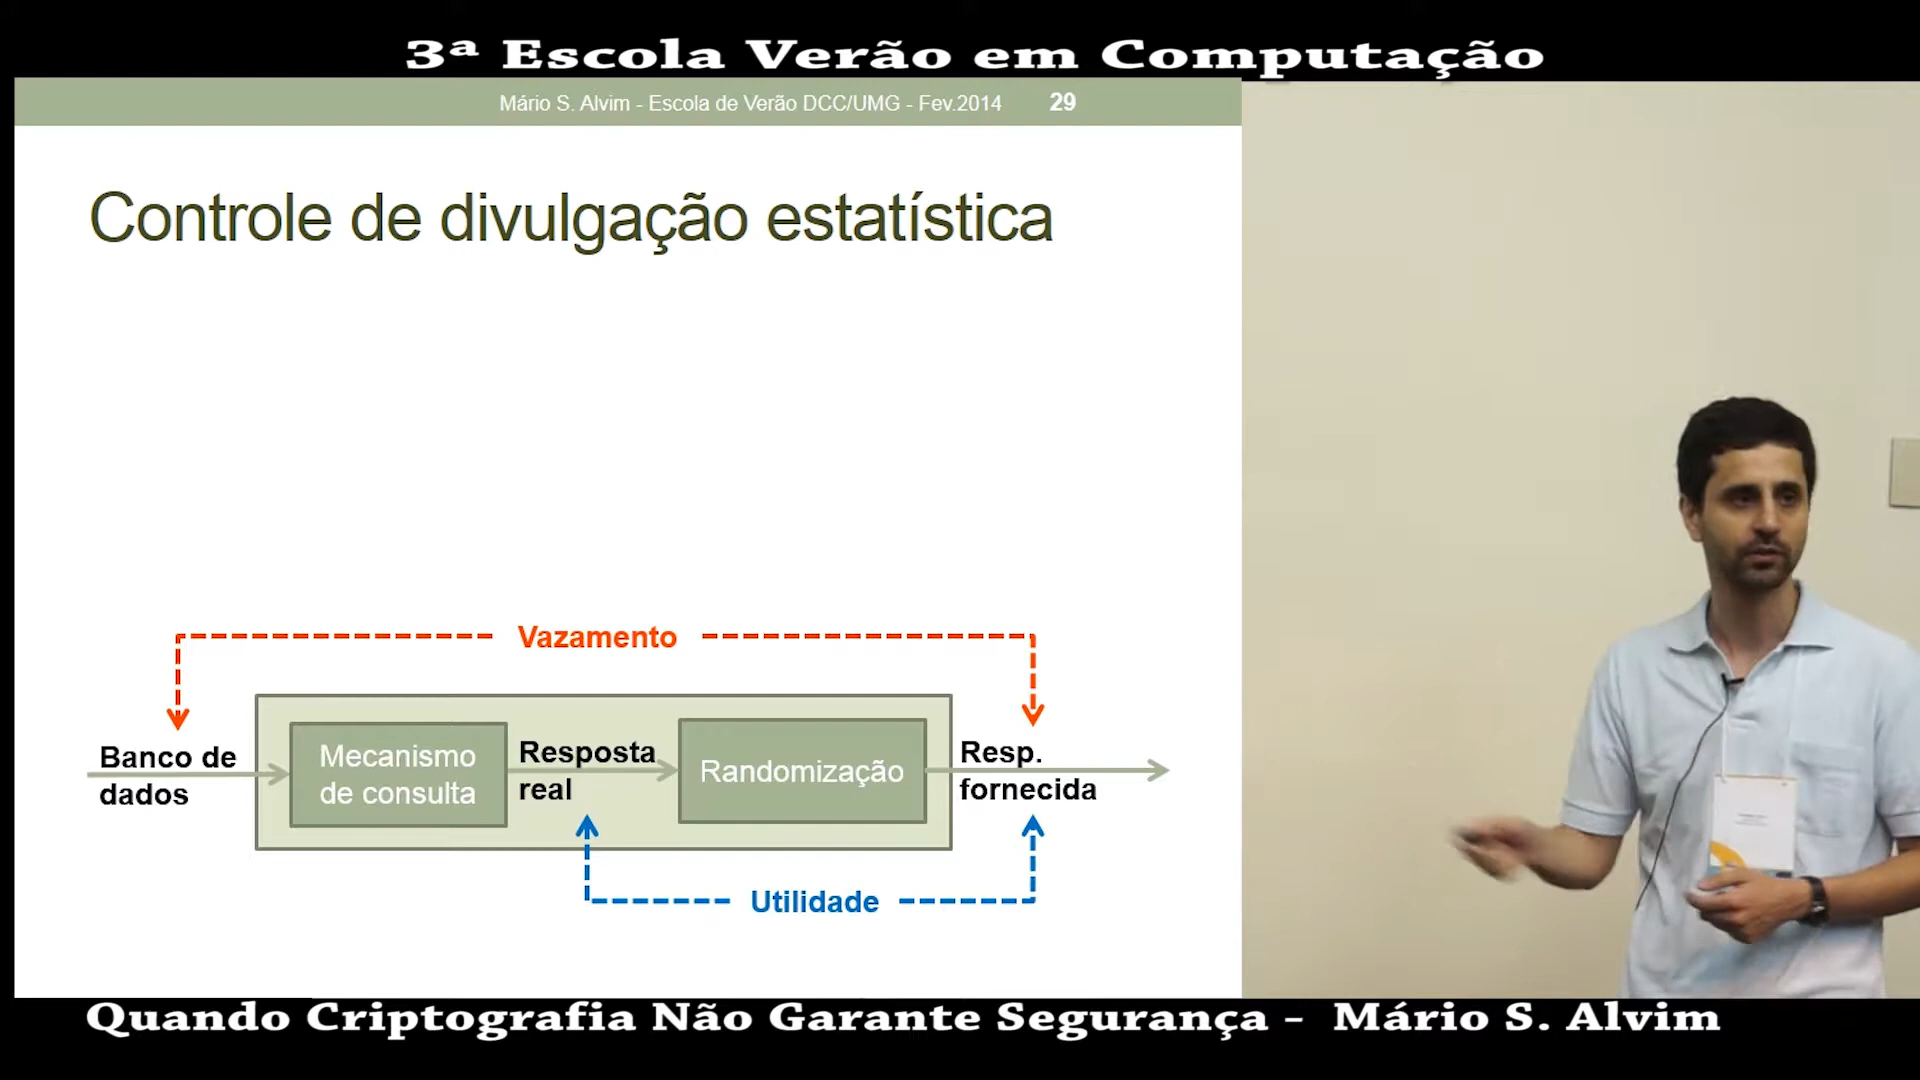 3ª Escola Verão em Computação
Mário S. Alvim - Escola de Verão DCC/UMG - Fev.2014 29
Controle de divulgação estatística
Vazamento
Banco de
dados
Mecanismo
de consulta
Resposta
real
Randomização
Resp.
fornecida
Utilidade
Quando Criptografia Não Garante Segurança - Mário S. Alvim